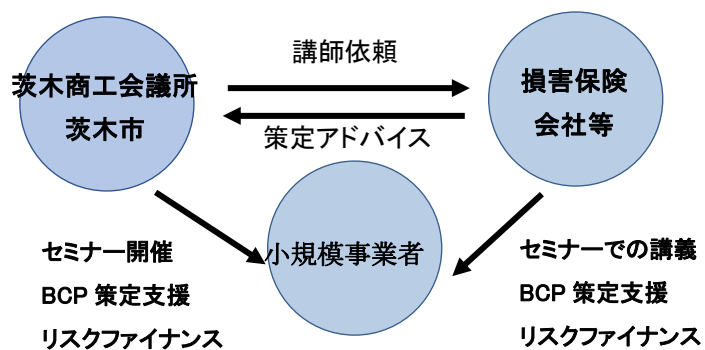 講師依頼
茨木商工会議所
茨木市
損害保険
会社等
策定アドバイス
小規模事業者
セミナー開催
BCP 策定支援
リスクファイナンス
セミナーでの講義
BCP 策定支援
リスクファイナンス